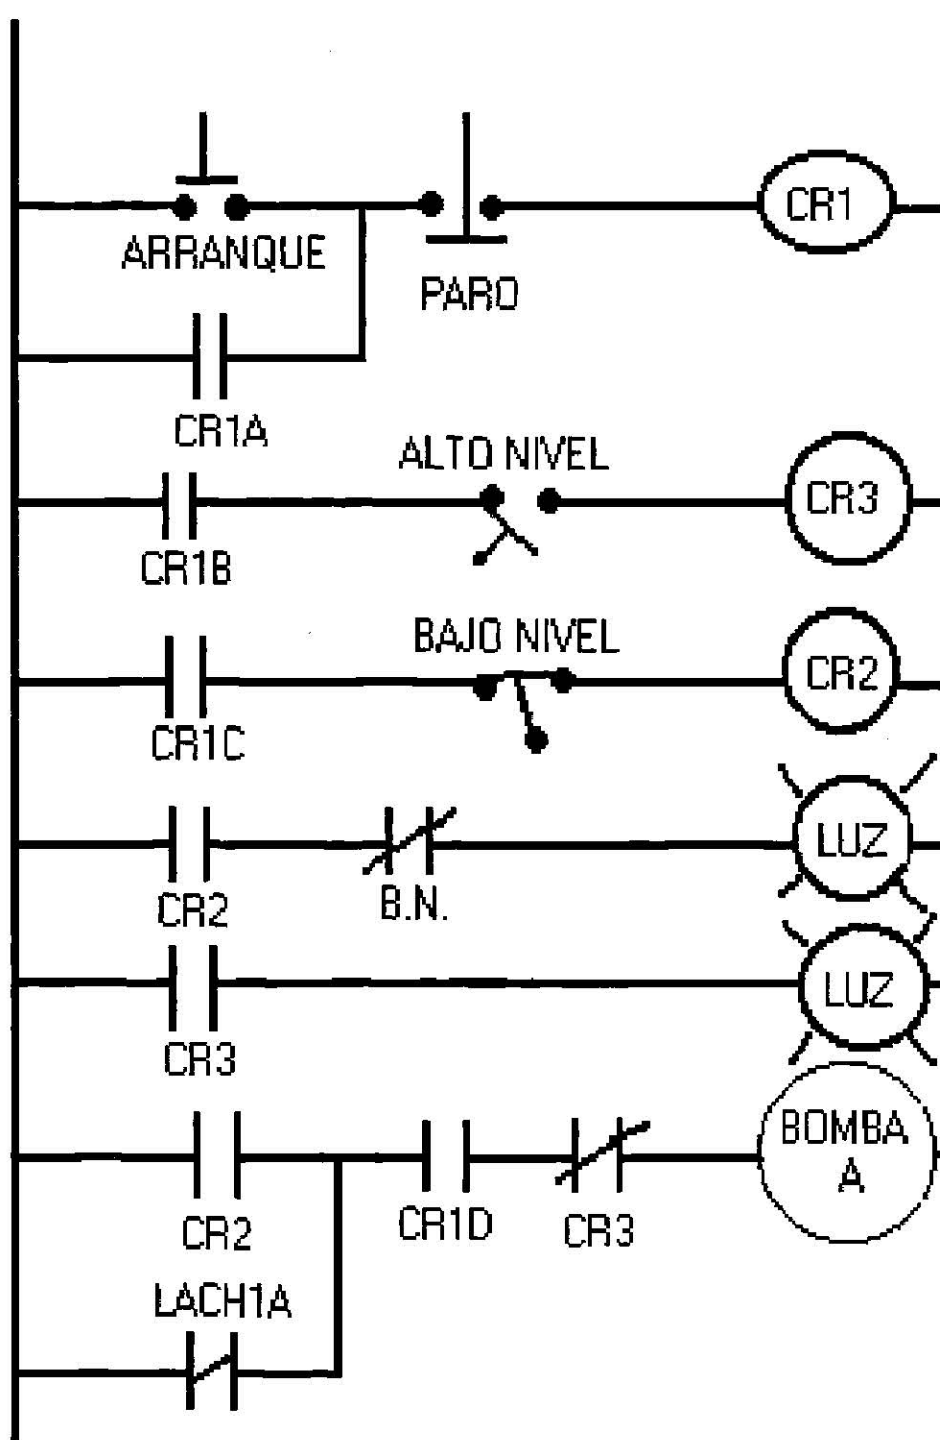 CR1
ARRANQUE
PARO
CR1A
ALTO NIVEL
CR3
CR1B
BAJO NIVEL
CR2
CR1C
LUZ
CR2
B.N.
LUZ
CR3
BOMBA
A
CR2
CR1D
CR3
LACH1A